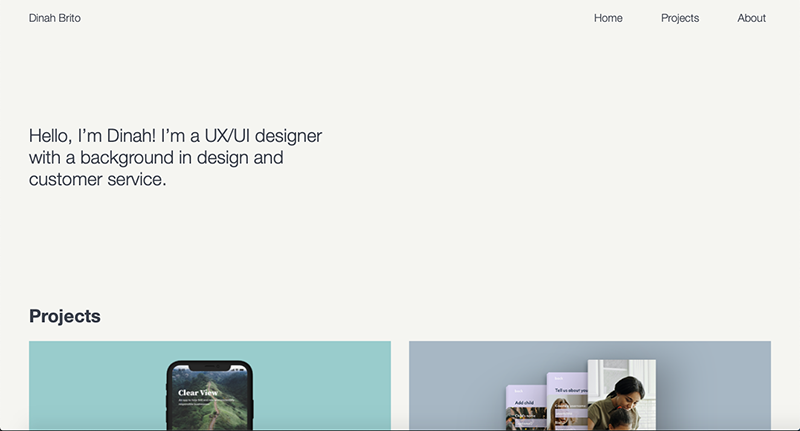 Dinah Brito
Home
Projects
About
Hello, I’m Dinah! I’m a UX/UI designer
with a background in design and
customer service.
Projects
Clear View
Add child
Tell us about you